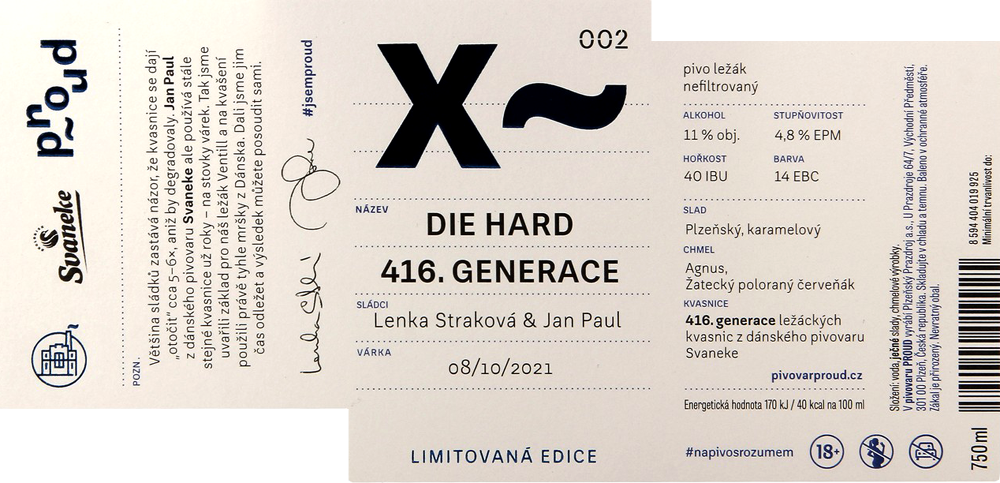 proud
Svaneke
POZN.
Většina sládků zastává názor, že kvasnice se dají
„otočit“ cca 5–6x, aniž by degradovaly. Jan Paul
z dánského pivovaru Svaneke ale používá stále
stejné kvasnice už roky – na stovky várek. Tak jsme
uvařili základ pro náš ležák Ventill a na kvašení
použili právě tyhle mršky z Dánska. Dali jsme jim
čas odležet a výsledek můžete posoudit sami.
#jsemproud
002
X~
NÁZEV
DIE HARD
416. GENERACE
SLÁDCI
Lenka Straková & Jan Paul
VÁRKA
08/10/2021
LIMITOVANÁ EDICE
pivo ležák
nefiltrovaný
ALKOHOL STUPŇOVITOST
11 % obj. 4,8 % EPM
HOŘKOST BARVA
40 IBU 14 EBC
SLAD
Plzeňský, karamelový
CHMEL
Agnus,
Žatecký poloraný červeňák
KVASNICE
416. generace ležáckých
kvasnic z dánského pivovaru
Svaneke
pivovarproud.cz
Energetická hodnota 170 kJ / 40 kcal na 100 ml
#napivosrozumem
18+
Složení: voda, ječné slady, chmelové výrobky.
V pivovaru PROUD vyrábí Plzeňský Prazdroj a.s., U Prazdroje 64/7, Východní Předměstí,
301 00 Plzeň, Česká republika. Skladujte v chladu a temnu. Baleno v ochranné atmosféře.
Zákal je přirozený. Nevratný obal.
8 594 404 019 925
Minimální trvanlivost do:
750 ml